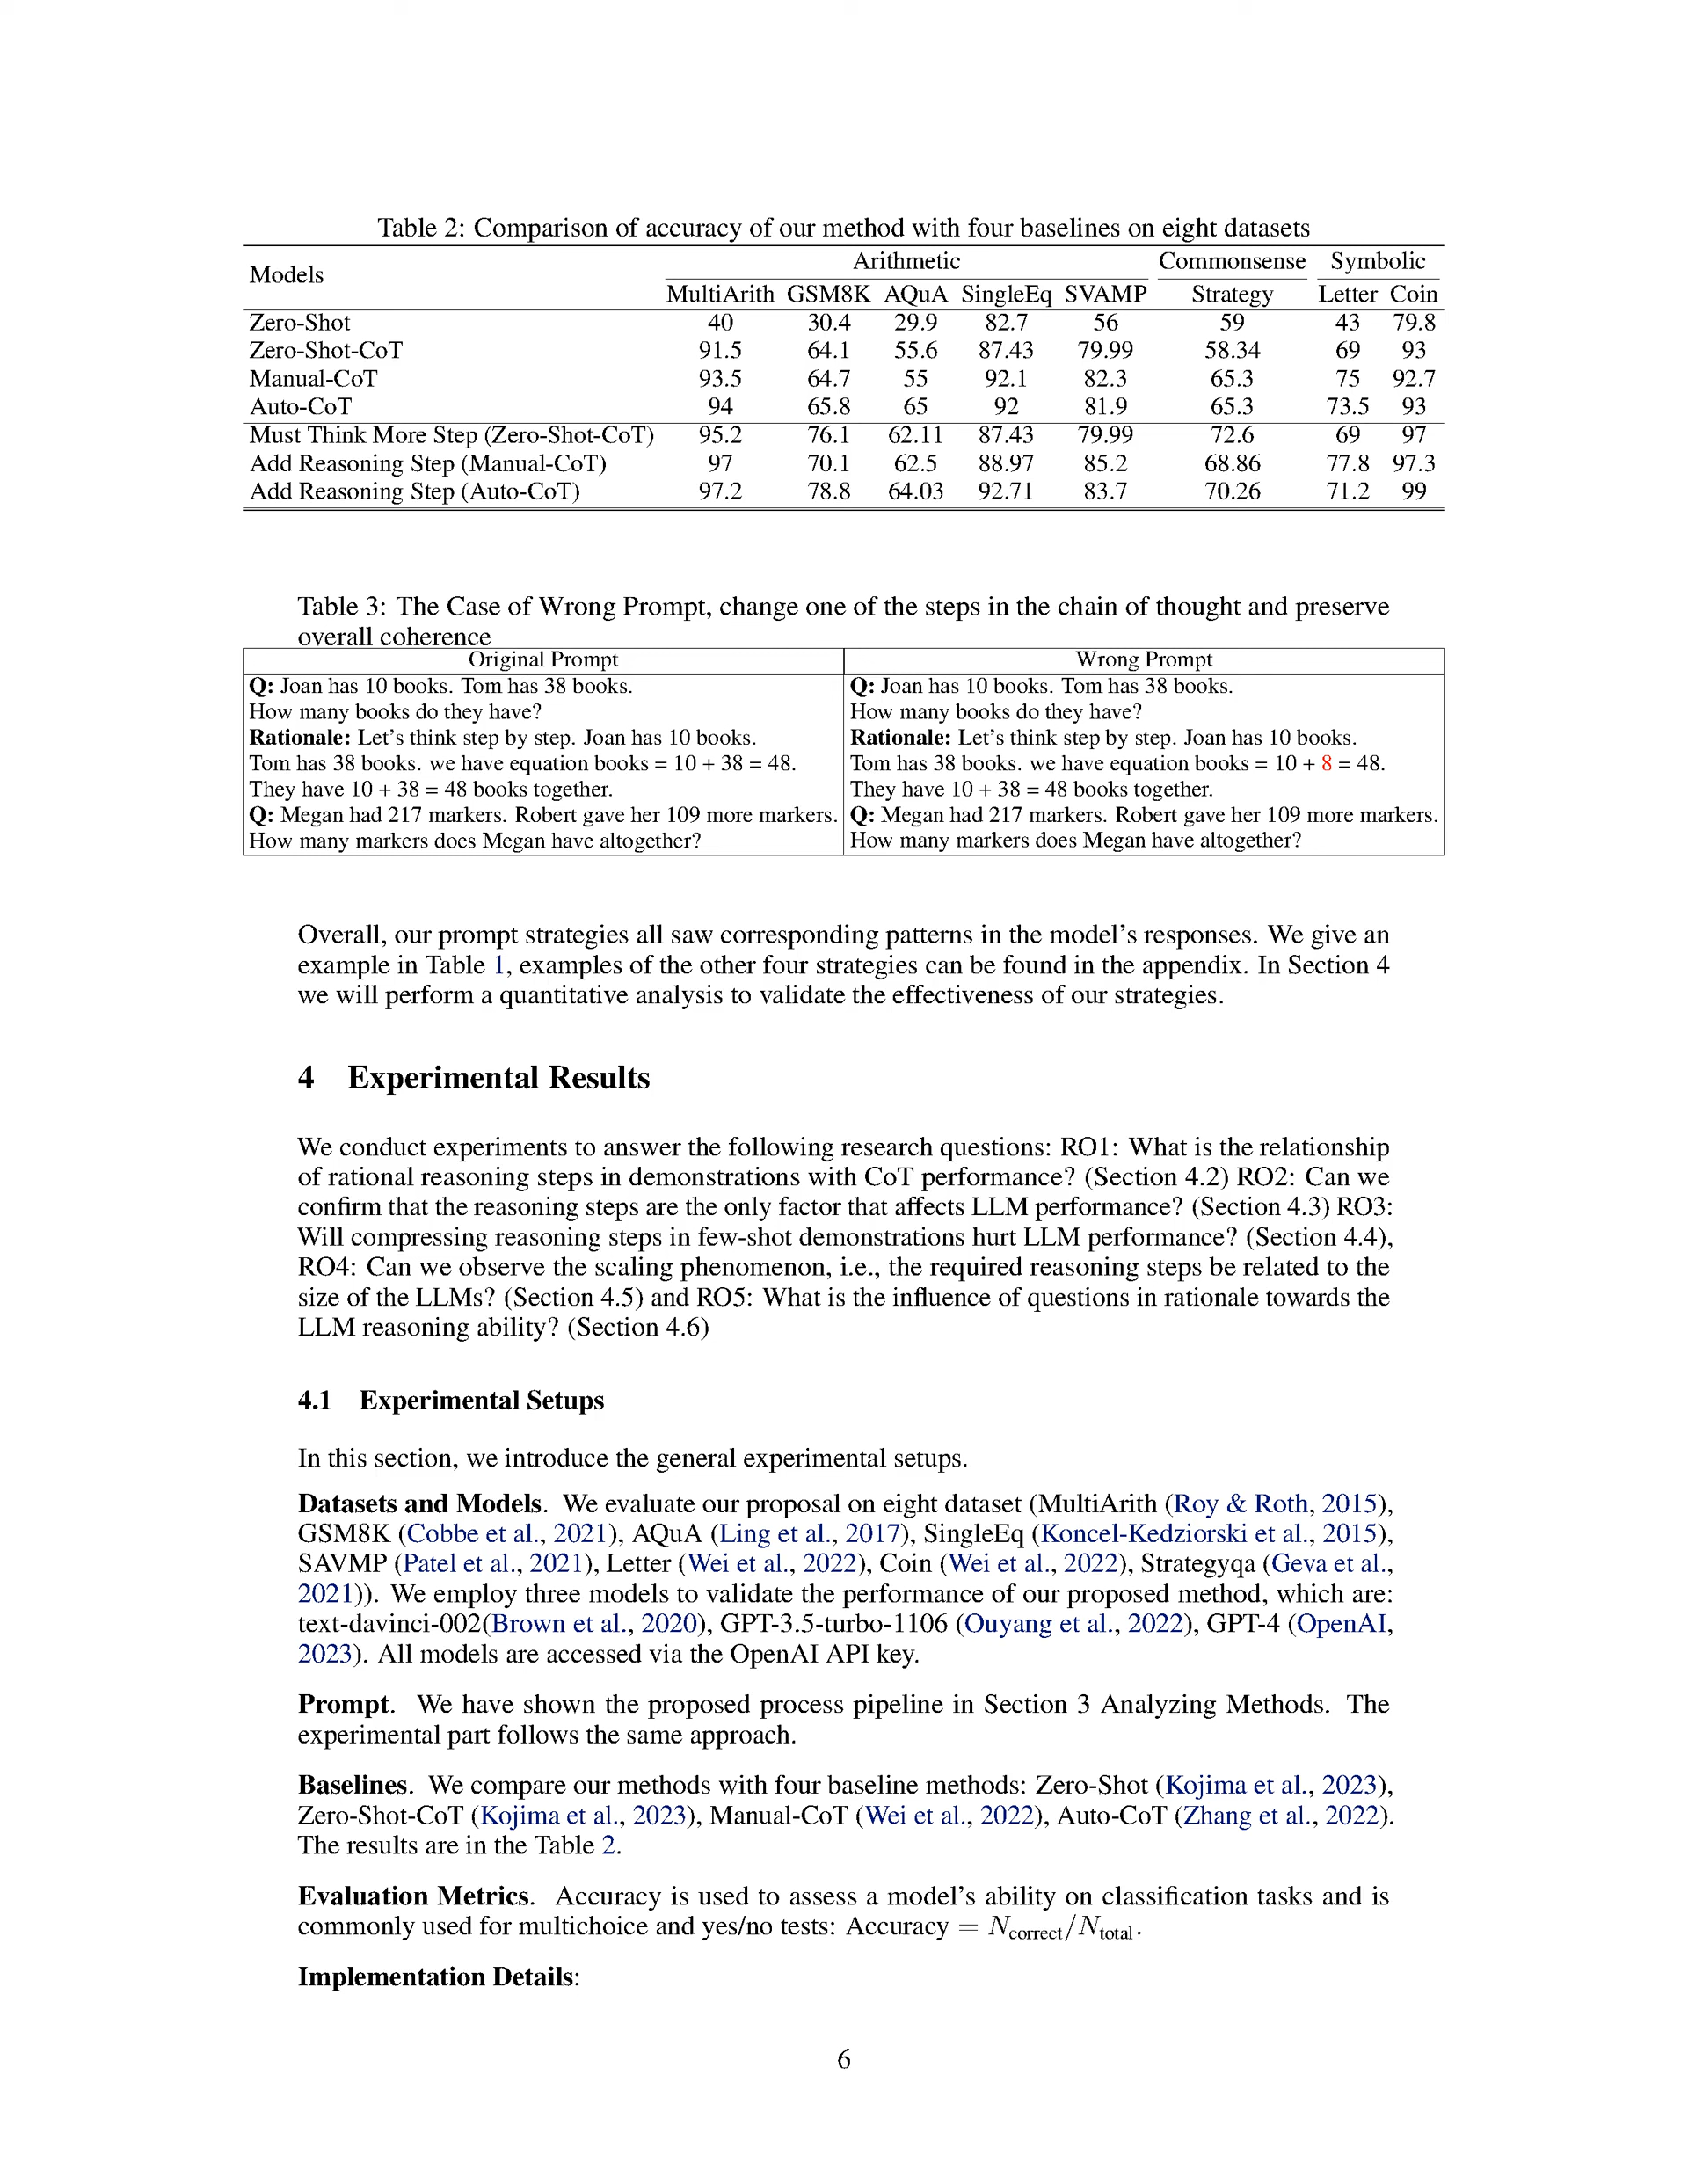 Table 2: Comparison of accuracy of our method with four baselines on eight datasets
Models Arithmetic Commonsense Symbolic
MultiArith GSM8K AQuA SingleEq SVAMP Strategy Letter Coin
Zero-Shot 40 30.4 29.9 82.7 56 59 43 79.8
Zero-Shot-CoT 91.5 64.1 55.6 87.43 79.99 58.34 69 93
Manual-CoT 93.5 64.7 55 92.1 82.3 65.3 75 92.7
Auto-CoT 94 65.8 65 92 81.9 65.3 73.5 93
Must Think More Step (Zero-Shot-CoT) 95.2 76.1 62.11 87.43 79.99 72.6 69 97
Add Reasoning Step (Manual-CoT) 97 70.1 62.5 88.97 85.2 68.86 77.8 97.3
Add Reasoning Step (Auto-CoT) 97.2 78.8 64.03 92.71 83.7 70.26 71.2 99
Table 3: The Case of Wrong Prompt, change one of the steps in the chain of thought and preserve
overall coherence
Original Prompt Wrong Prompt
Q: Joan has 10 books. Tom has 38 books. Q: Joan has 10 books. Tom has 38 books.
How many books do they have? How many books do they have?
Rationale: Let's think step by step. Joan has 10 books. Rationale: Let's think step by step. Joan has 10 books.
Tom has 38 books. we have equation books = 10 + 38 = 48. Tom has 38 books. we have equation books = 10 + 8 = 48.
They have 10 + 38 = 48 books together. They have 10 + 38 = 48 books together.
Q: Megan had 217 markers. Robert gave her 109 more markers. Q: Megan had 217 markers. Robert gave her 109 more markers.
How many markers does Megan have altogether? How many markers does Megan have altogether?
Overall, our prompt strategies all saw corresponding patterns in the model's responses. We give an
example in Table 1, examples of the other four strategies can be found in the appendix. In Section 4
we will perform a quantitative analysis to validate the effectiveness of our strategies.
4 Experimental Results
We conduct experiments to answer the following research questions: RO1: What is the relationship
of rational reasoning steps in demonstrations with CoT performance? (Section 4.2) RO2: Can we
confirm that the reasoning steps are the only factor that affects LLM performance? (Section 4.3) RO3:
Will compressing reasoning steps in few-shot demonstrations hurt LLM performance? (Section 4.4),
RO4: Can we observe the scaling phenomenon, i.e., the required reasoning steps be related to the
size of the LLMs? (Section 4.5) and RO5: What is the influence of questions in rationale towards the
LLM reasoning ability? (Section 4.6)
4.1 Experimental Setups
In this section, we introduce the general experimental setups.
Datasets and Models. We evaluate our proposal on eight dataset (MultiArith (Roy & Roth, 2015),
GSM8K (Cobbe et al., 2021), AQuA (Ling et al., 2017), SingleEq (Koncel-Kedziorski et al., 2015),
SAVMP (Patel et al., 2021), Letter (Wei et al., 2022), Coin (Wei et al., 2022), Strategyqa (Geva et al.,
2021)). We employ three models to validate the performance of our proposed method, which are:
text-davinci-002(Brown et al., 2020), GPT-3.5-turbo-1106 (Ouyang et al., 2022), GPT-4 (OpenAI,
2023). All models are accessed via the OpenAI API key.
Prompt. We have shown the proposed process pipeline in Section 3 Analyzing Methods. The
experimental part follows the same approach.
Baselines. We compare our methods with four baseline methods: Zero-Shot (Kojima et al., 2023),
Zero-Shot-CoT (Kojima et al., 2023), Manual-CoT (Wei et al., 2022), Auto-CoT (Zhang et al., 2022).
The results are in the Table 2.
Evaluation Metrics. Accuracy is used to assess a model's ability on classification tasks and is
commonly used for multichoice and yes/no tests: Accuracy = N_correct/N_total.
Implementation Details:
6